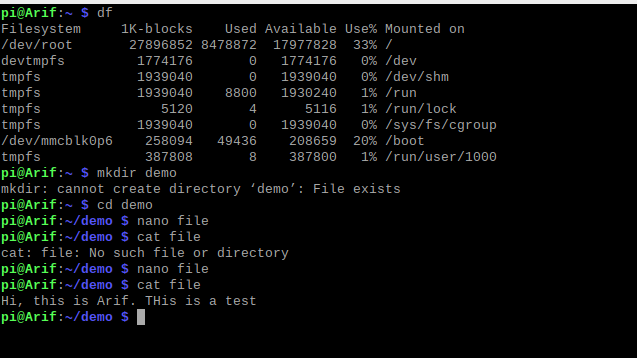 pi@Arif:~ $ df
Filesystem     1K-blocks    Used Available Use% Mounted on
/dev/root       27896852 8478872  17977828  33% /
devtmpfs         1774176       0   1774176   0% /dev
tmpfs            1939040       0   1939040   0% /dev/shm
tmpfs            1939040    8800   1930240   1% /run
tmpfs               5120       4      5116   1% /run/lock
tmpfs            1939040       0   1939040   0% /sys/fs/cgroup
/dev/mmcblk0p6    258094   49436    208659  20% /boot
tmpfs             387808       8    387800   1% /run/user/1000
pi@Arif:~ $ mkdir demo
mkdir: cannot create directory ‘demo’: File exists
pi@Arif:~ $ cd demo
pi@Arif:~/demo $ nano file
pi@Arif:~/demo $ cat file
cat: file: No such file or directory
pi@Arif:~/demo $ nano file
pi@Arif:~/demo $ cat file
Hi, this is Arif. THis is a test
pi@Arif:~/demo $